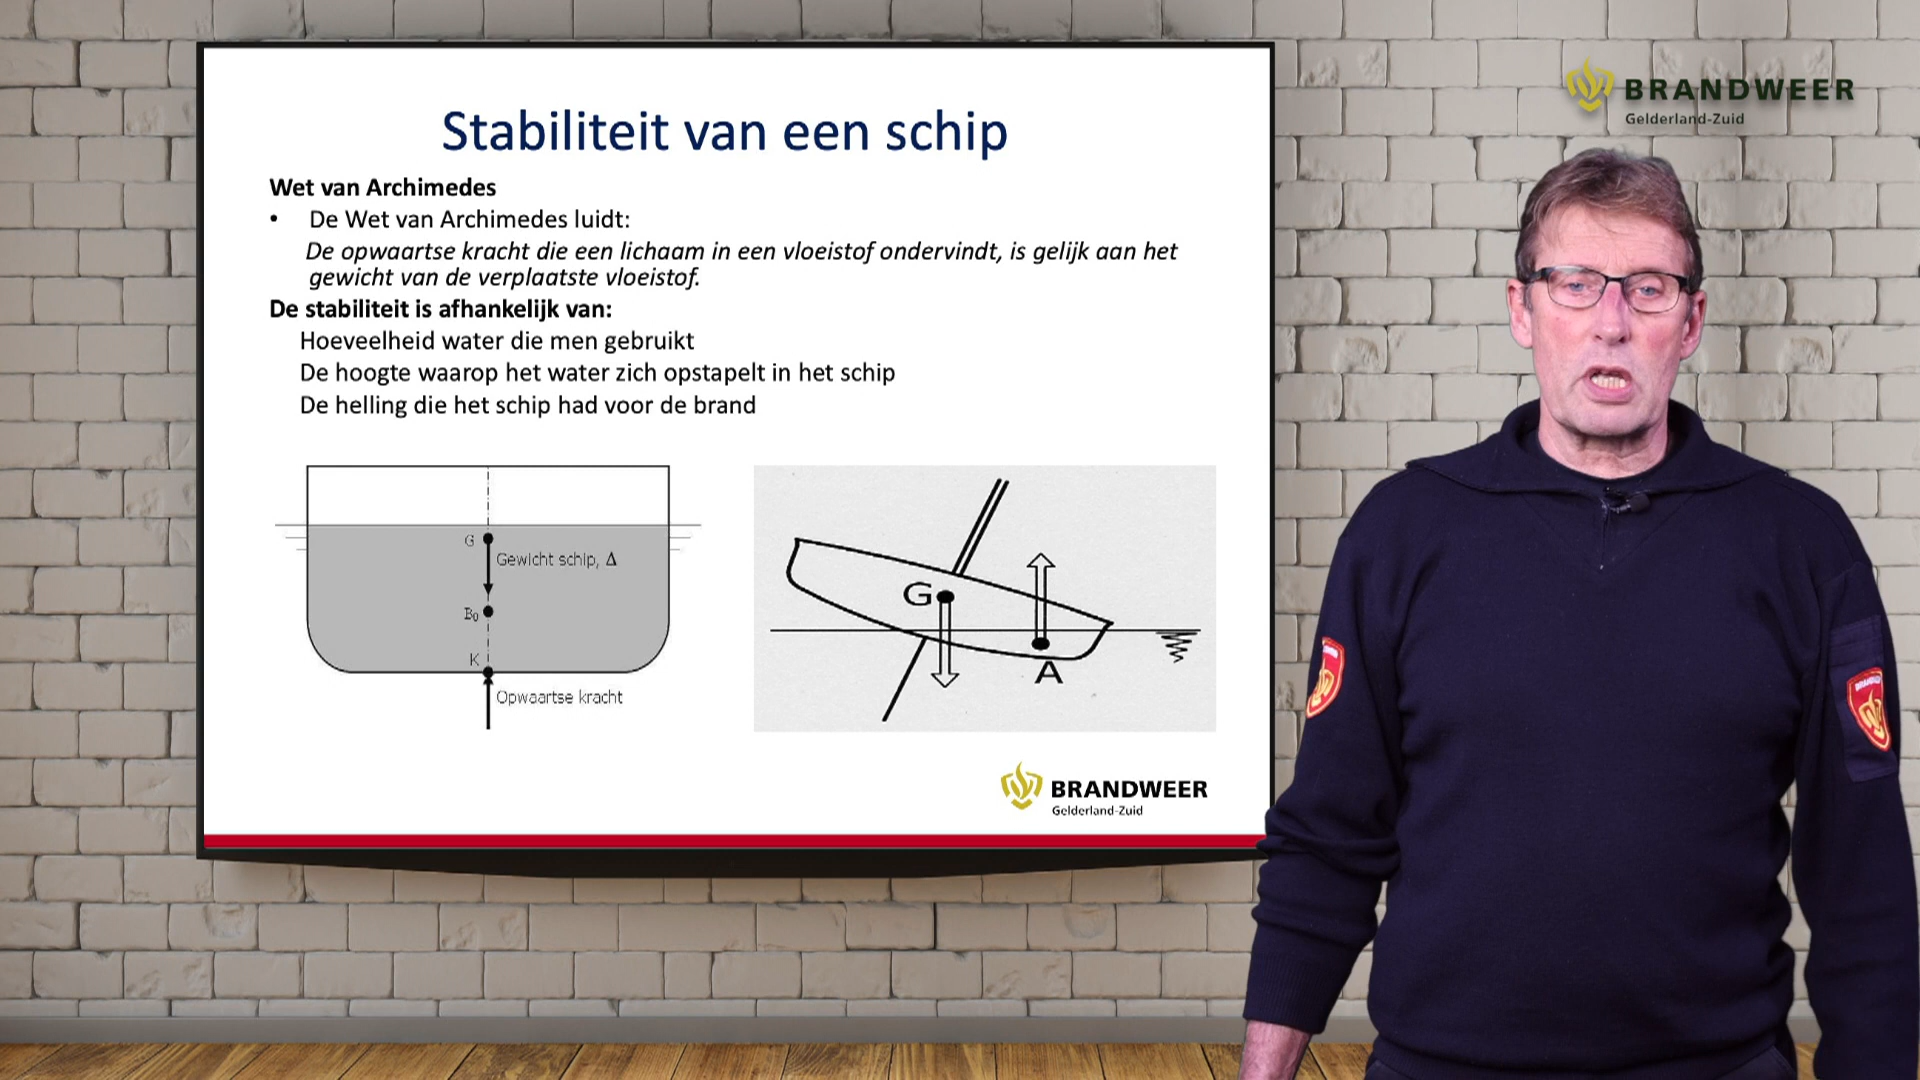 Stabiliteit van een schip
Wet van Archimedes
• De Wet van Archimedes luidt:
De opwaartse kracht die een lichaam in een vloeistof ondervindt, is gelijk aan het
gewicht van de verplaatste vloeistof.
De stabiliteit is afhankelijk van:
Hoeveelheid water die men gebruikt
De hoogte waarop het water zich opstapelt in het schip
De helling die het schip had voor de brand
G
Gewicht schip, Δ
B₀
K
Opwaartse kracht
G
A
BRANDWEER
Gelderland-Zuid
BRANDWEER
Gelderland-Zuid